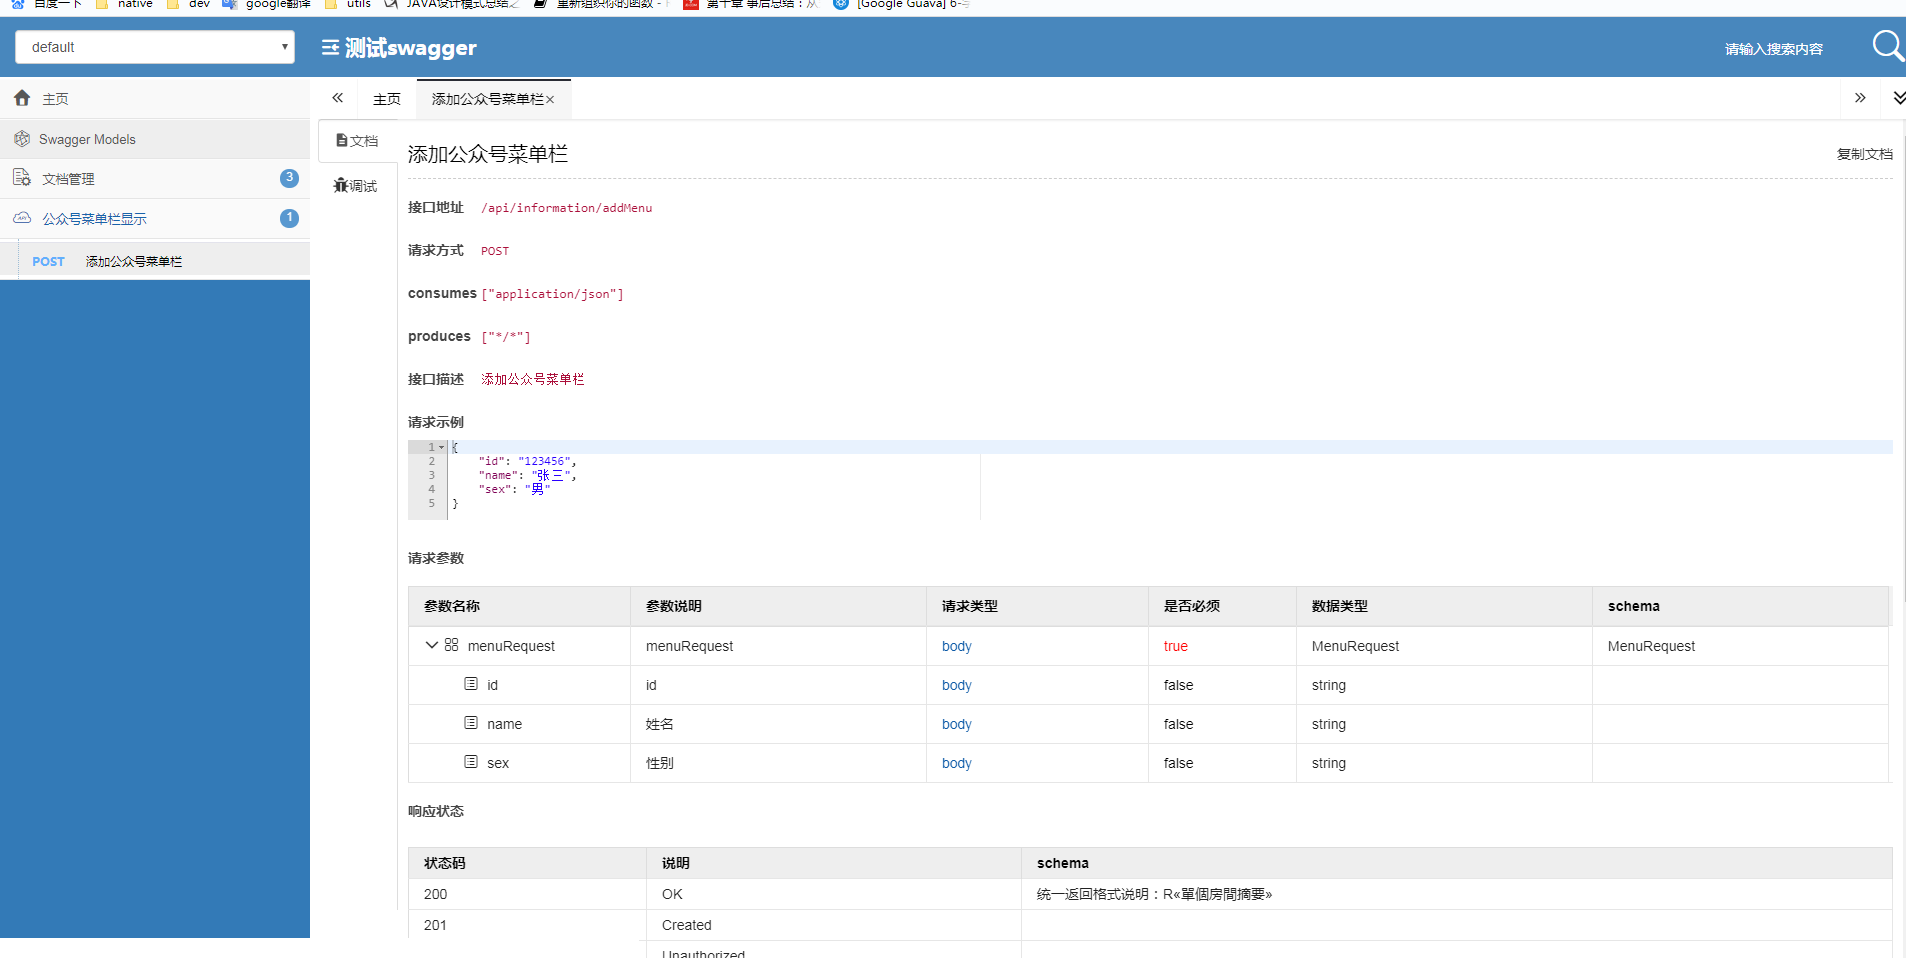 百度一下 native dev google翻译 utils JAVA设计模式总结之 重新组织你的函数 - 第十章 事后总结：从 [Google Guava] 6-
default 测试swagger 请输入搜索内容
主页 主页 添加公众号菜单栏×
Swagger Models
文档管理 3
公众号菜单栏显示 1
POST 添加公众号菜单栏
文档
调试
添加公众号菜单栏 复制文档
接口地址 /api/information/addMenu
请求方式 POST
consumes ["application/json"]
produces ["*/*"]
接口描述 添加公众号菜单栏
请求示例
1 {
2 "id": "123456",
3 "name": "张三",
4 "sex": "男"
5 }
请求参数
参数名称 参数说明 请求类型 是否必须 数据类型 schema
menuRequest menuRequest body true MenuRequest MenuRequest
id id body false string
name 姓名 body false string
sex 性别 body false string
响应状态
状态码 说明 schema
200 OK 统一返回格式说明：R«單個房間摘要»
201 Created
Unauthorized